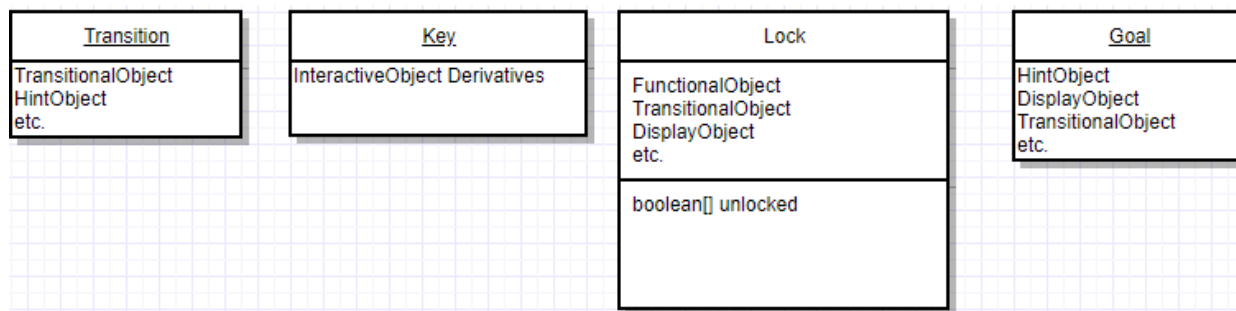 Transition
TransitionalObject
HintObject
etc.
Key
InteractiveObject Derivatives
Lock
FunctionalObject
TransitionalObject
DisplayObject
etc.
boolean[] unlocked
Goal
HintObject
DisplayObject
TransitionalObject
etc.